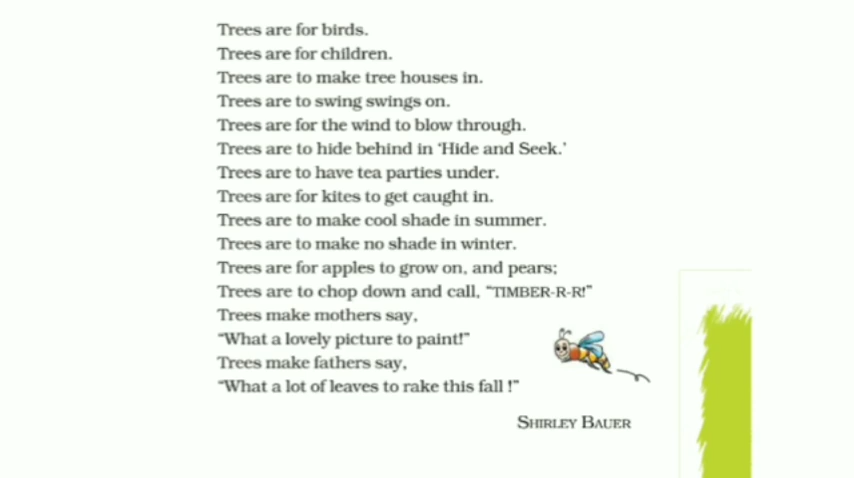 Trees are for birds.
Trees are for children.
Trees are to make tree houses in.
Trees are to swing swings on.
Trees are for the wind to blow through.
Trees are to hide behind in ‘Hide and Seek.’
Trees are to have tea parties under.
Trees are for kites to get caught in.
Trees are to make cool shade in summer.
Trees are to make no shade in winter.
Trees are for apples to grow on, and pears;
Trees are to chop down and call, “TIMBER-R-R!”
Trees make mothers say,
“What a lovely picture to paint!”
Trees make fathers say,
“What a lot of leaves to rake this fall !”
SHIRLEY BAUER